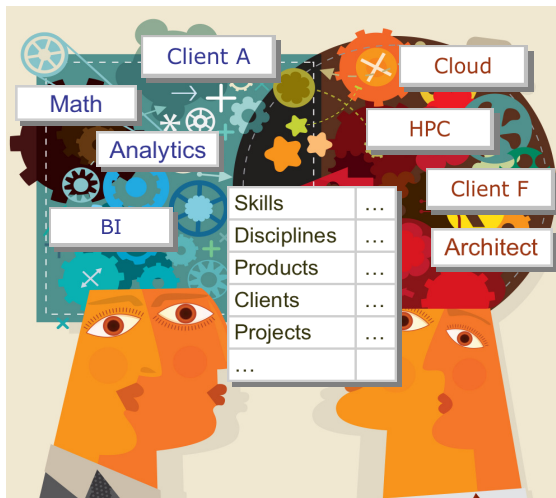 Client A
Cloud
Math
HPC
Analytics
Client F
Skills ...
Disciplines ...
BI
Architect
Products ...
Clients ...
Projects ...
...